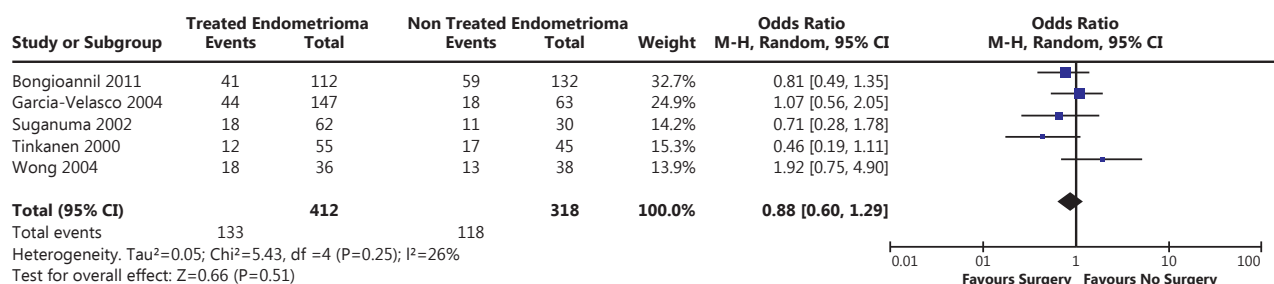 Treated Endometrioma Non Treated Endometrioma Odds Ratio Odds Ratio
Study or Subgroup Events Total Events Total Weight M-H, Random, 95% CI M-H, Random, 95% CI
Bongioannil 2011 41 112 59 132 32.7% 0.81 [0.49, 1.35]
Garcia-Velasco 2004 44 147 18 63 24.9% 1.07 [0.56, 2.05]
Suganuma 2002 18 62 11 30 14.2% 0.71 [0.28, 1.78]
Tinkanen 2000 12 55 17 45 15.3% 0.46 [0.19, 1.11]
Wong 2004 18 36 13 38 13.9% 1.92 [0.75, 4.90]
Total (95% CI) 412 318 100.0% 0.88 [0.60, 1.29]
Total events 133 118
Heterogeneity. Tau²=0.05; Chi²=5.43, df =4 (P=0.25); I²=26%
Test for overall effect: Z=0.66 (P=0.51)
0.01 01 1 10 100
Favours Surgery Favours No Surgery